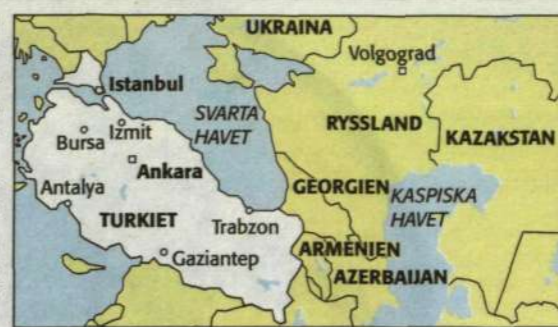 UKRAINA
Volgograd
Istanbul
SVARTA
HAVET
RYSSLAND
KAZAKSTAN
Bursa
Izmit
Ankara
Antalya
GEORGIEN
KASPISKA
HAVET
TURKIET
Trabzon
ARMENIEN
Gaziantep
AZERBAIJAN